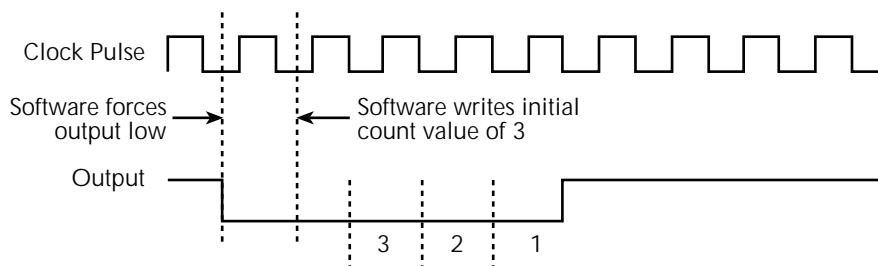 Clock Pulse
Software forces
output low
Software writes initial
count value of 3
Output
3 2 1